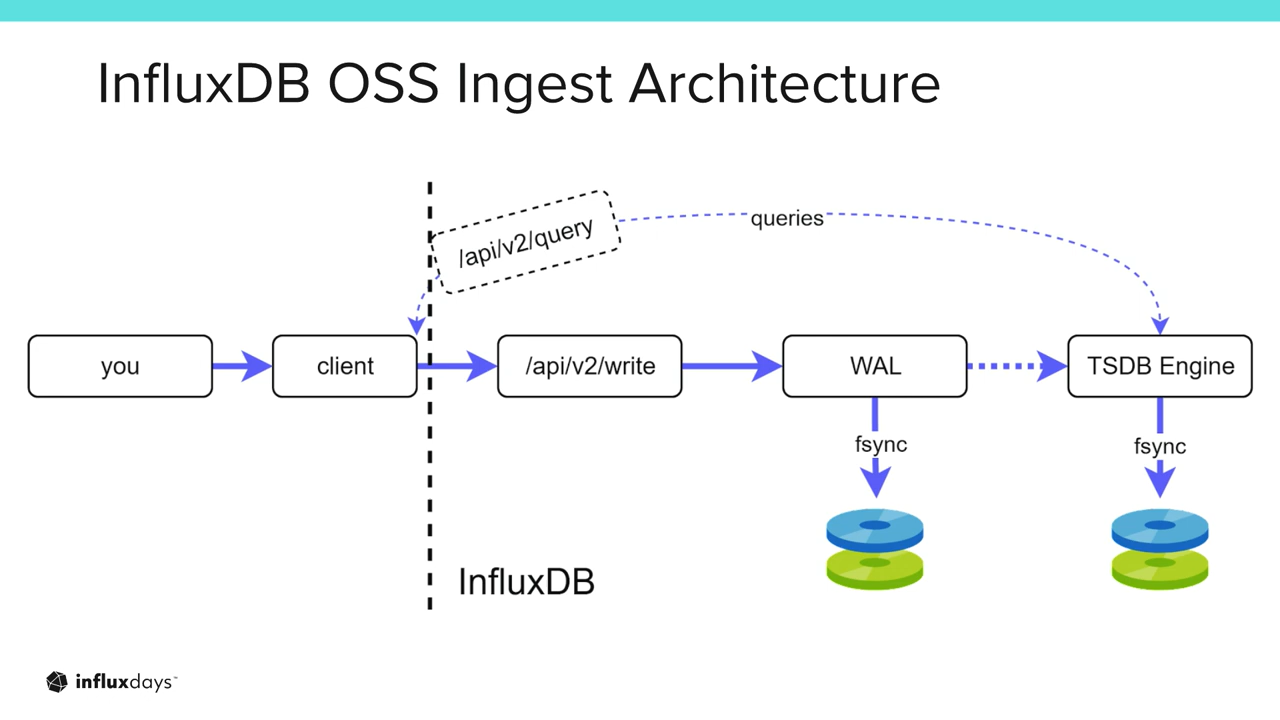 InfluxDB OSS Ingest Architecture
/api/v2/query
queries
you
client
/api/v2/write
WAL
TSDB Engine
fsync
fsync
InfluxDB
influxdays™